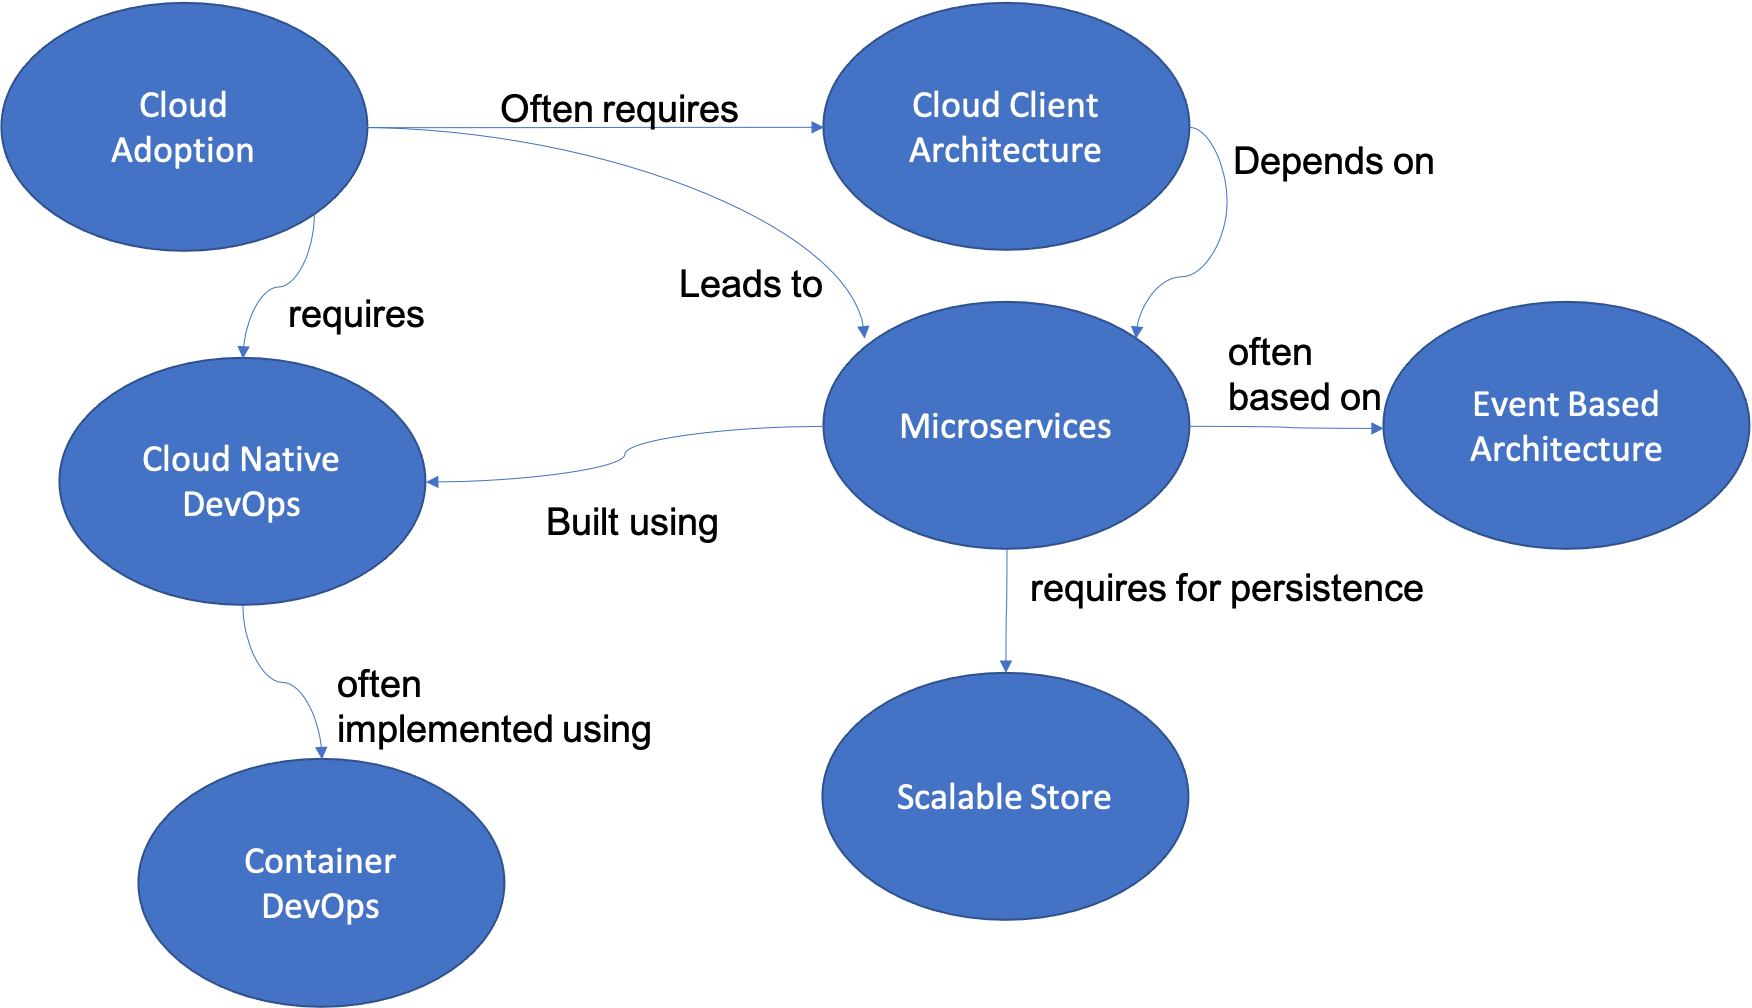 Cloud
Adoption
Often requires
Cloud Client
Architecture
Depends on
Leads to
requires
often
based on
Event Based
Architecture
Microservices
Cloud Native
DevOps
Built using
requires for persistence
often
implemented using
Scalable Store
Container
DevOps